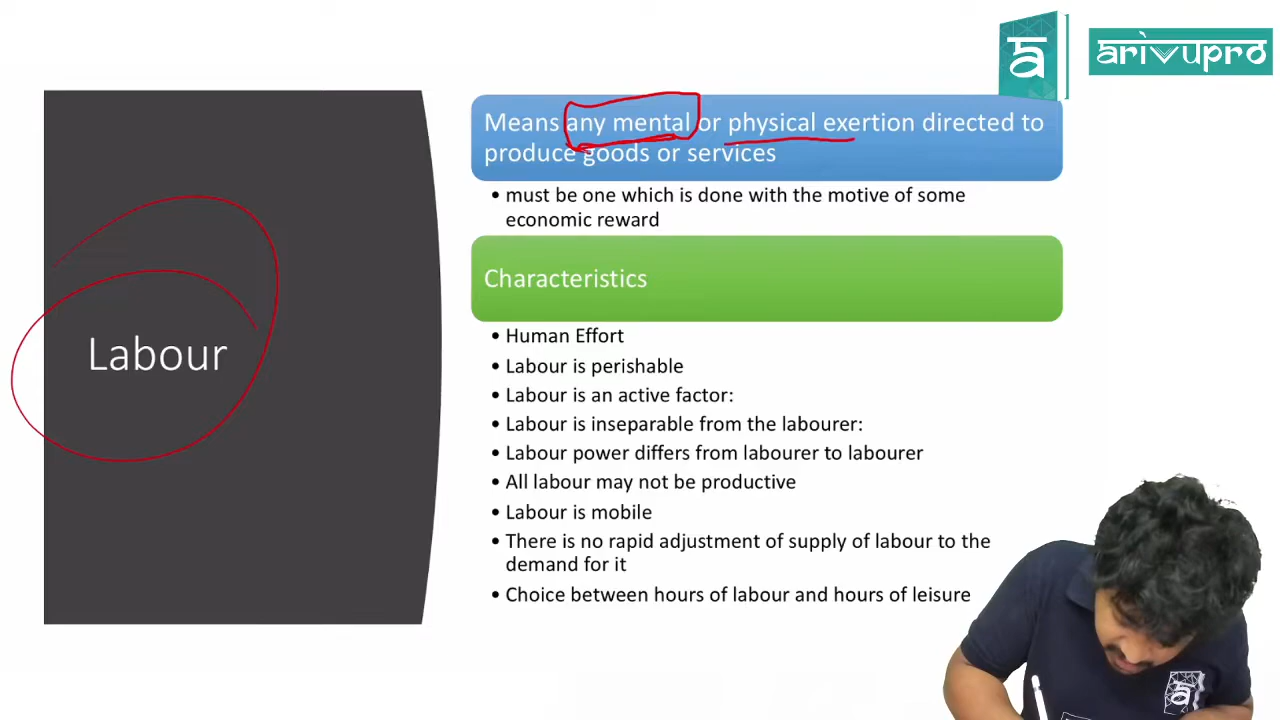 arivupro
Means any mental or physical exertion directed to
produce goods or services
• must be one which is done with the motive of some
economic reward
Characteristics
Labour
• Human Effort
• Labour is perishable
• Labour is an active factor:
• Labour is inseparable from the labourer:
• Labour power differs from labourer to labourer
• All labour may not be productive
• Labour is mobile
• There is no rapid adjustment of supply of labour to the
demand for it
• Choice between hours of labour and hours of leisure